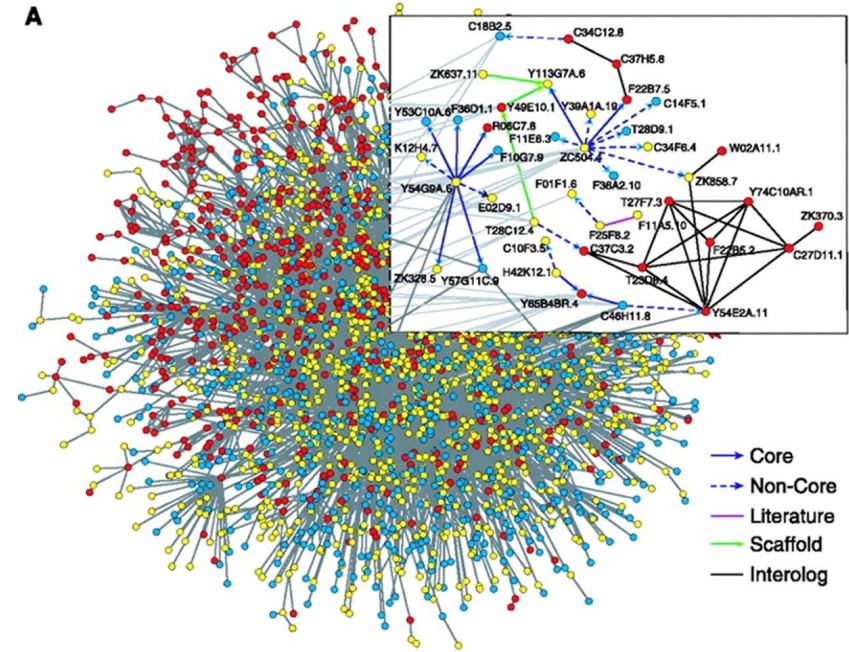 A
C18B2.5
C34C12.8
C37H5.8
ZK637.11
Y113G7A.6
F22B7.5
Y53C10A.6
F36D1.1
Y49E10.1
Y39A1A.19
C14F5.1
R06C7.8
F11E6.3
T28D9.1
K12H4.7
F10G7.9
ZC504.4
C34F6.4
W02A11.1
Y54G9A.6
F36A2.10
ZK858.7
E02D9.1
F01F1.6
T27F7.3
Y74C10AR.1
T28C12.4
F25F8.2
F11A5.10
ZK370.3
C10F3.5
C37C3.2
F22B5.2
C27D11.1
ZK328.5
Y57G11C.9
H42K12.1
T23D8.4
Y65B4BR.4
C46H11.8
Y54E2A.11
Core
Non-Core
Literature
Scaffold
Interolog